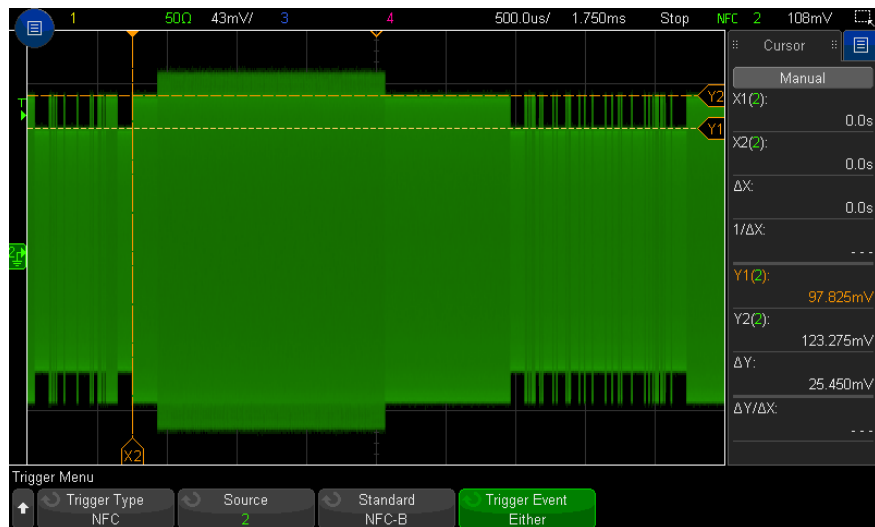 1 50Ω 43mV/ 3 4 500.0us/ 1.750ms Stop NFC 2 108mV
Cursor
Manual
T
Y2
X1(2):
0.0s
Y1
X2(2):
0.0s
ΔX:
0.0s
1/ΔX:
---
2
Y1(2):
97.825mV
Y2(2):
123.275mV
ΔY:
25.450mV
ΔY/ΔX:
---
X2
Trigger Menu
Trigger Type
NFC
Source
2
Standard
NFC-B
Trigger Event
Either